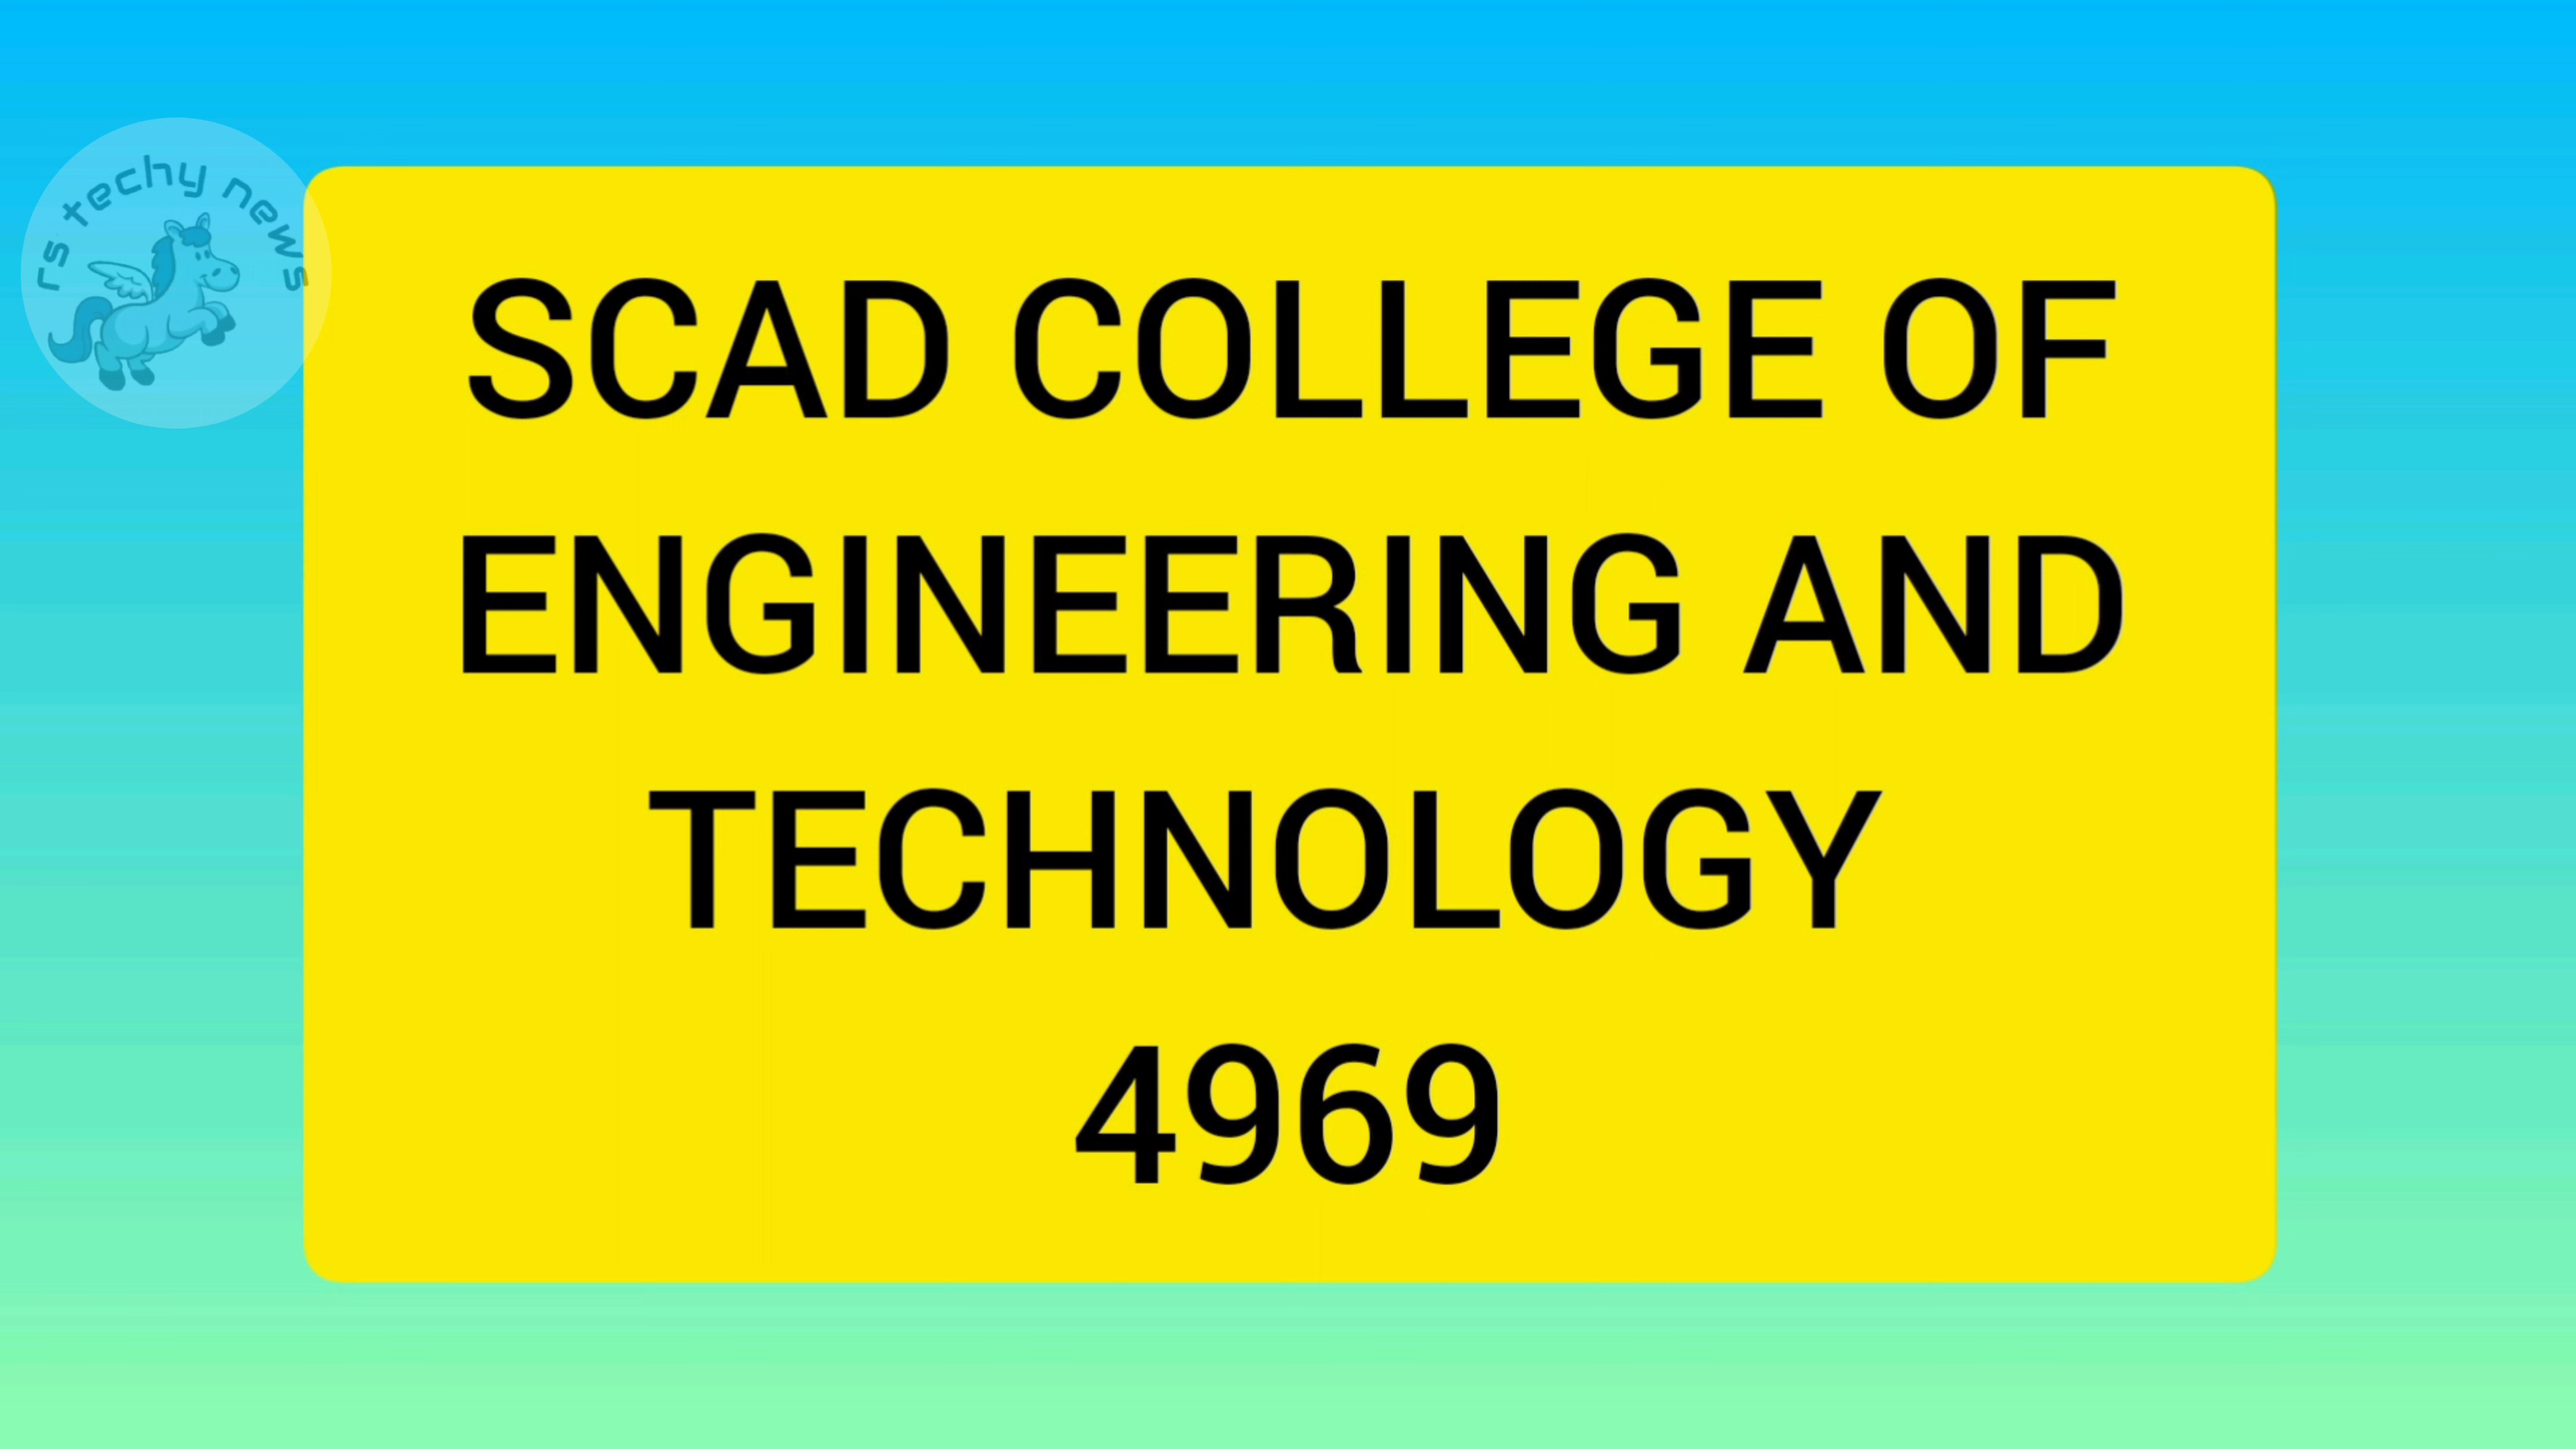 rs techy news
SCAD COLLEGE OF
ENGINEERING AND
TECHNOLOGY
4969